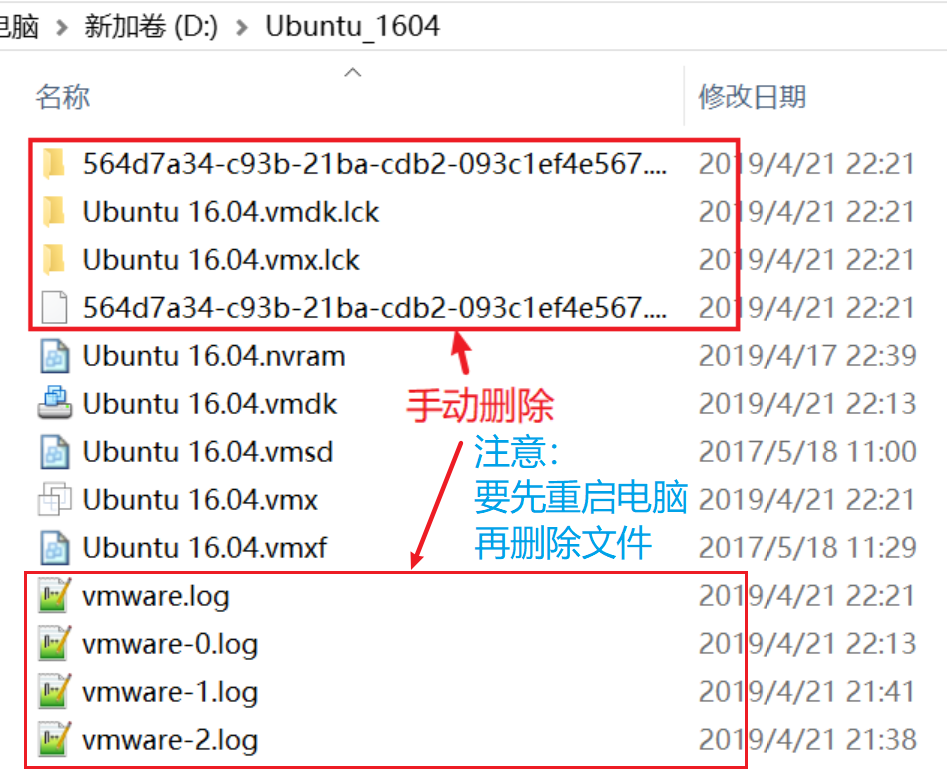 电脑 > 新加卷 (D:) > Ubuntu_1604
名称 修改日期
564d7a34-c93b-21ba-cdb2-093c1ef4e567.... 2019/4/21 22:21
Ubuntu 16.04.vmdk.lck 2019/4/21 22:21
Ubuntu 16.04.vmx.lck 2019/4/21 22:21
564d7a34-c93b-21ba-cdb2-093c1ef4e567.... 2019/4/21 22:21
Ubuntu 16.04.nvram 2019/4/17 22:39
Ubuntu 16.04.vmdk 2019/4/21 22:13
手动删除
Ubuntu 16.04.vmsd 2017/5/18 11:00
注意：
Ubuntu 16.04.vmx 2019/4/21 22:21
要先重启电脑
Ubuntu 16.04.vmxf 2017/5/18 11:29
再删除文件
vmware.log 2019/4/21 22:21
vmware-0.log 2019/4/21 22:13
vmware-1.log 2019/4/21 21:41
vmware-2.log 2019/4/21 21:38